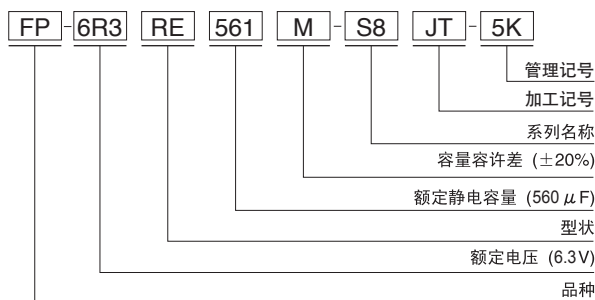 FP-6R3 RE 561 M-S8 JT-5K
管理记号
加工记号
系列名称
容量容许差 (±20%)
额定静电容量 (560μF)
型状
额定电压 (6.3V)
品种